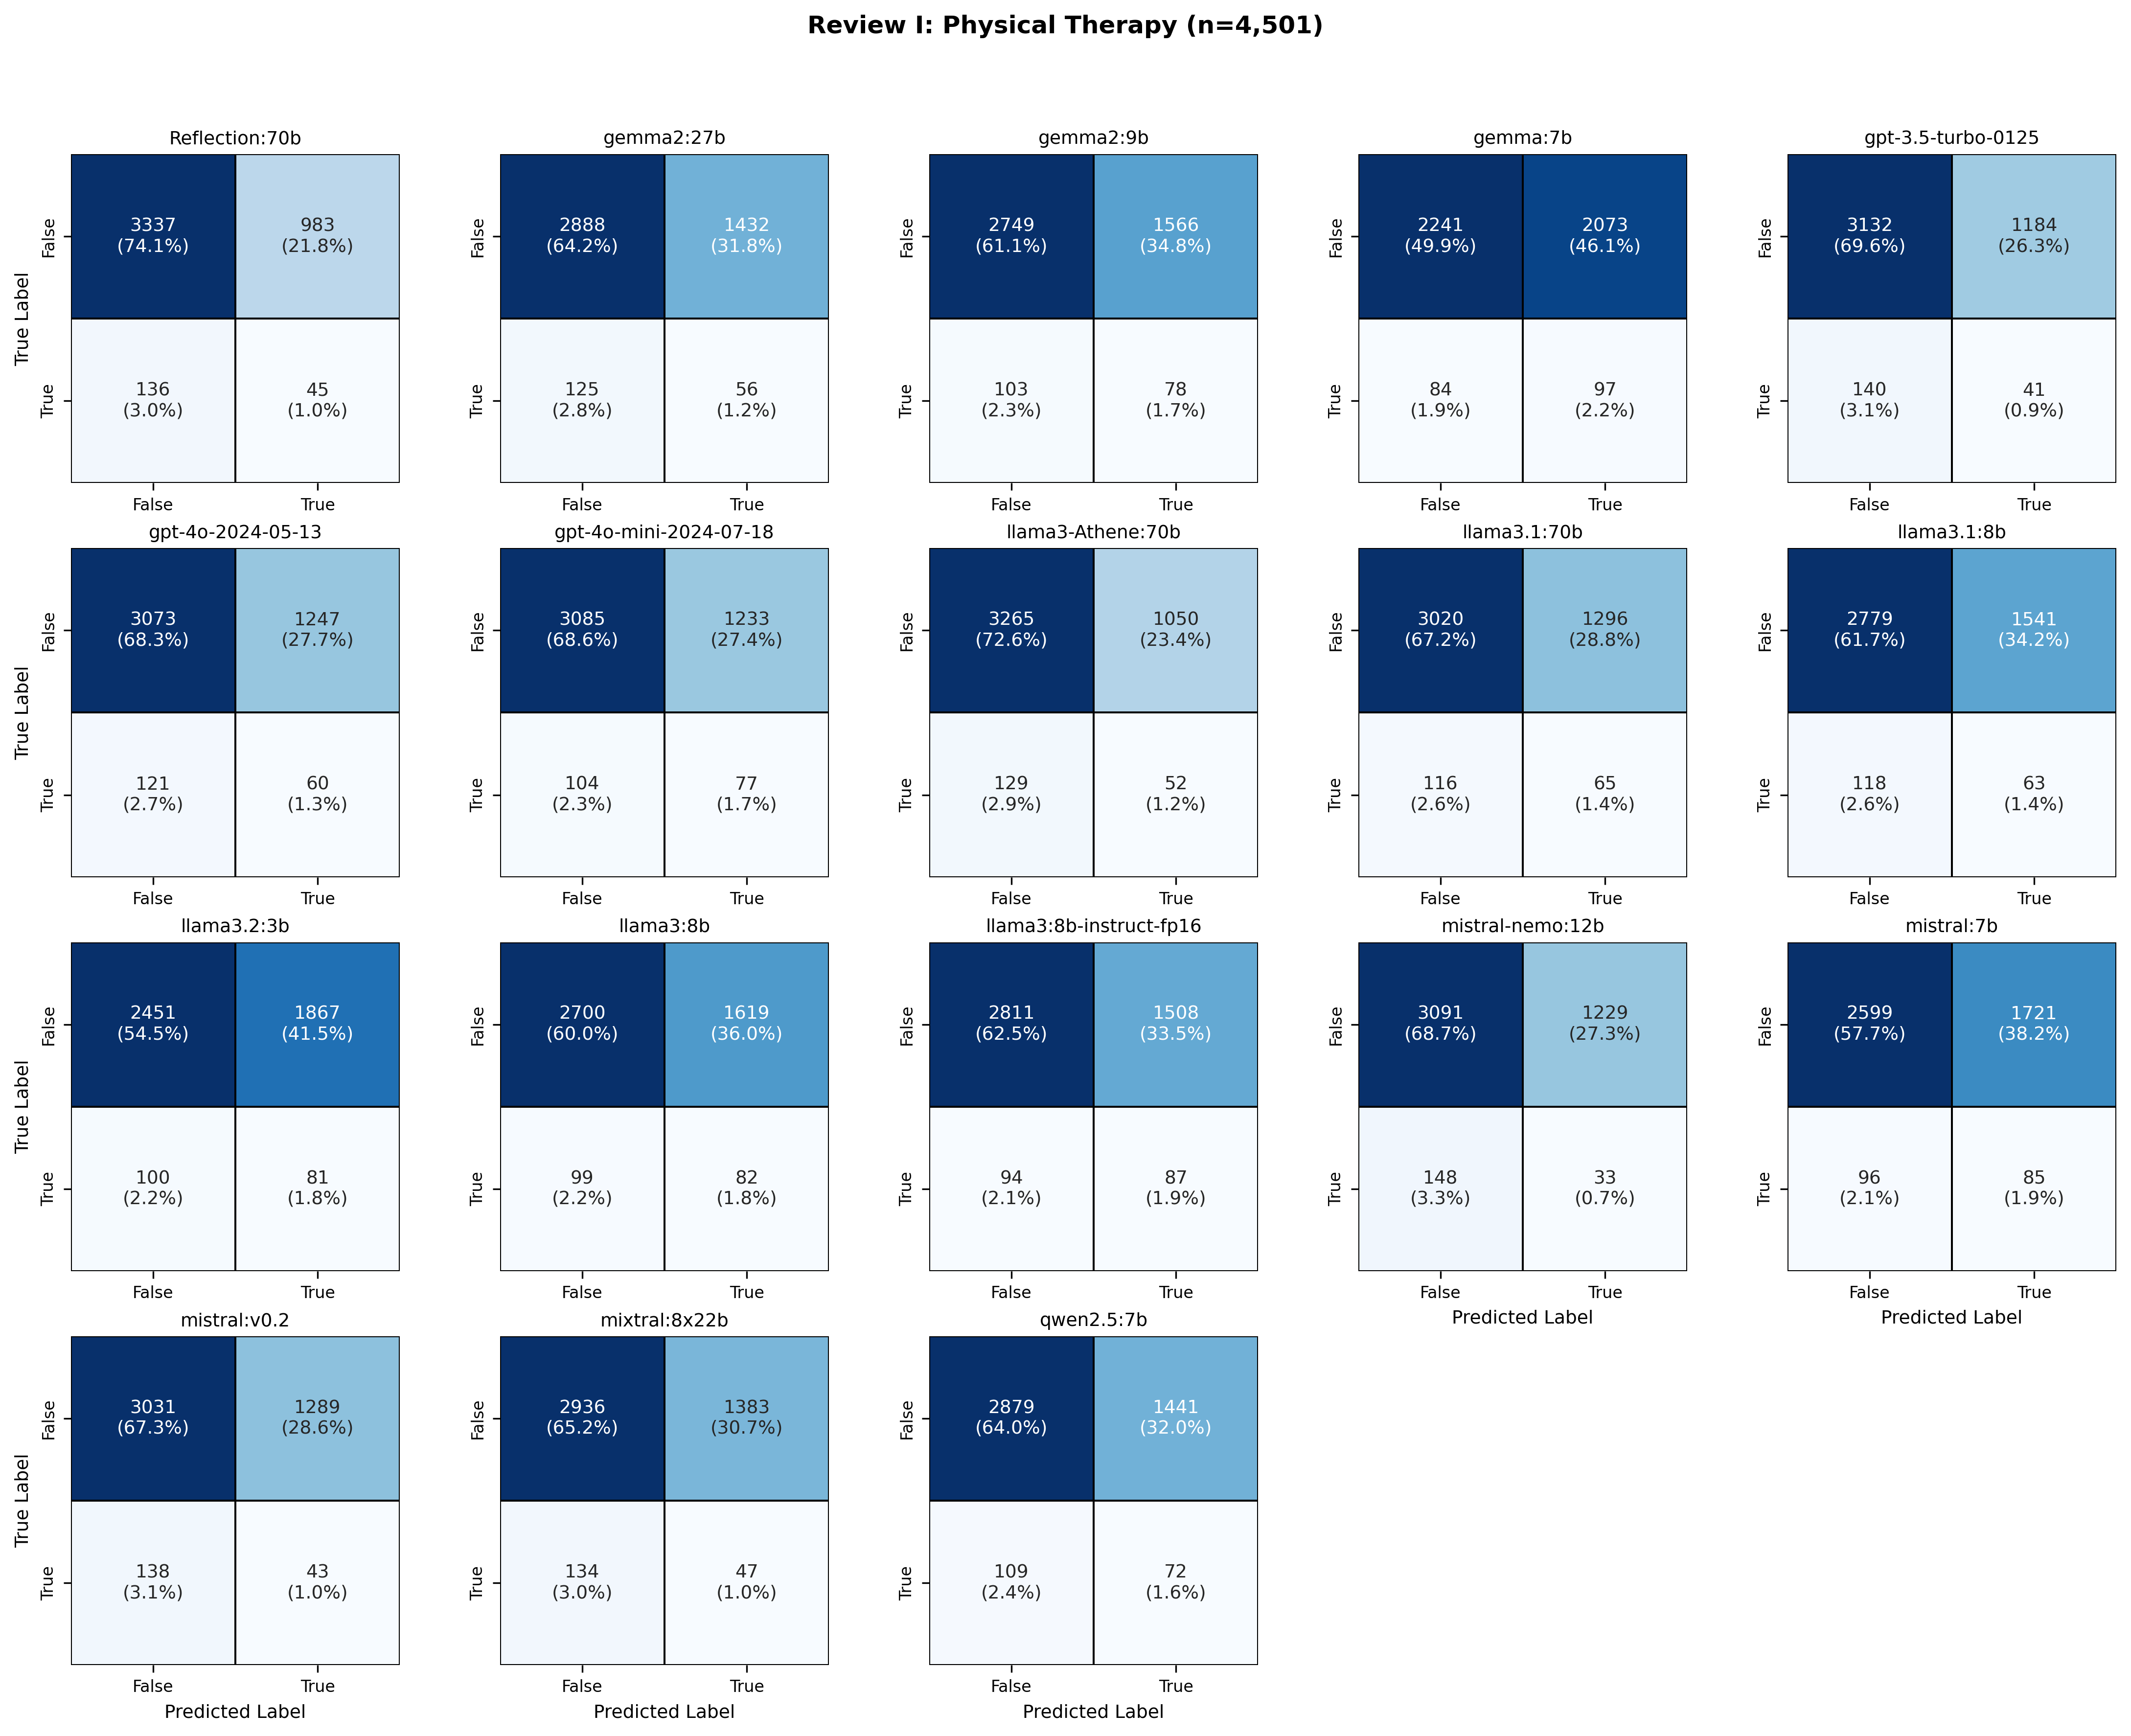 Review I: Physical Therapy (n=4,501)
Reflection:70b
True Label
False
True
3337
(74.1%)
983
(21.8%)
136
(3.0%)
45
(1.0%)
False
True
gemma2:27b
False
True
2888
(64.2%)
1432
(31.8%)
125
(2.8%)
56
(1.2%)
False
True
gemma2:9b
False
True
2749
(61.1%)
1566
(34.8%)
103
(2.3%)
78
(1.7%)
False
True
gemma:7b
False
True
2241
(49.9%)
2073
(46.1%)
84
(1.9%)
97
(2.2%)
False
True
gpt-3.5-turbo-0125
False
True
3132
(69.6%)
1184
(26.3%)
140
(3.1%)
41
(0.9%)
False
True
gpt-4o-2024-05-13
True Label
False
True
3073
(68.3%)
1247
(27.7%)
121
(2.7%)
60
(1.3%)
False
True
gpt-4o-mini-2024-07-18
False
True
3085
(68.6%)
1233
(27.4%)
104
(2.3%)
77
(1.7%)
False
True
llama3-Athene:70b
False
True
3265
(72.6%)
1050
(23.4%)
129
(2.9%)
52
(1.2%)
False
True
llama3.1:70b
False
True
3020
(67.2%)
1296
(28.8%)
116
(2.6%)
65
(1.4%)
False
True
llama3.1:8b
False
True
2779
(61.7%)
1541
(34.2%)
118
(2.6%)
63
(1.4%)
False
True
llama3.2:3b
True Label
False
True
2451
(54.5%)
1867
(41.5%)
100
(2.2%)
81
(1.8%)
False
True
llama3:8b
False
True
2700
(60.0%)
1619
(36.0%)
99
(2.2%)
82
(1.8%)
False
True
llama3:8b-instruct-fp16
False
True
2811
(62.5%)
1508
(33.5%)
94
(2.1%)
87
(1.9%)
False
True
mistral-nemo:12b
False
True
3091
(68.7%)
1229
(27.3%)
148
(3.3%)
33
(0.7%)
False
True
Predicted Label
mistral:7b
False
True
2599
(57.7%)
1721
(38.2%)
96
(2.1%)
85
(1.9%)
False
True
Predicted Label
mistral:v0.2
True Label
False
True
3031
(67.3%)
1289
(28.6%)
138
(3.1%)
43
(1.0%)
False
True
Predicted Label
mixtral:8x22b
False
True
2936
(65.2%)
1383
(30.7%)
134
(3.0%)
47
(1.0%)
False
True
Predicted Label
qwen2.5:7b
False
True
2879
(64.0%)
1441
(32.0%)
109
(2.4%)
72
(1.6%)
False
True
Predicted Label